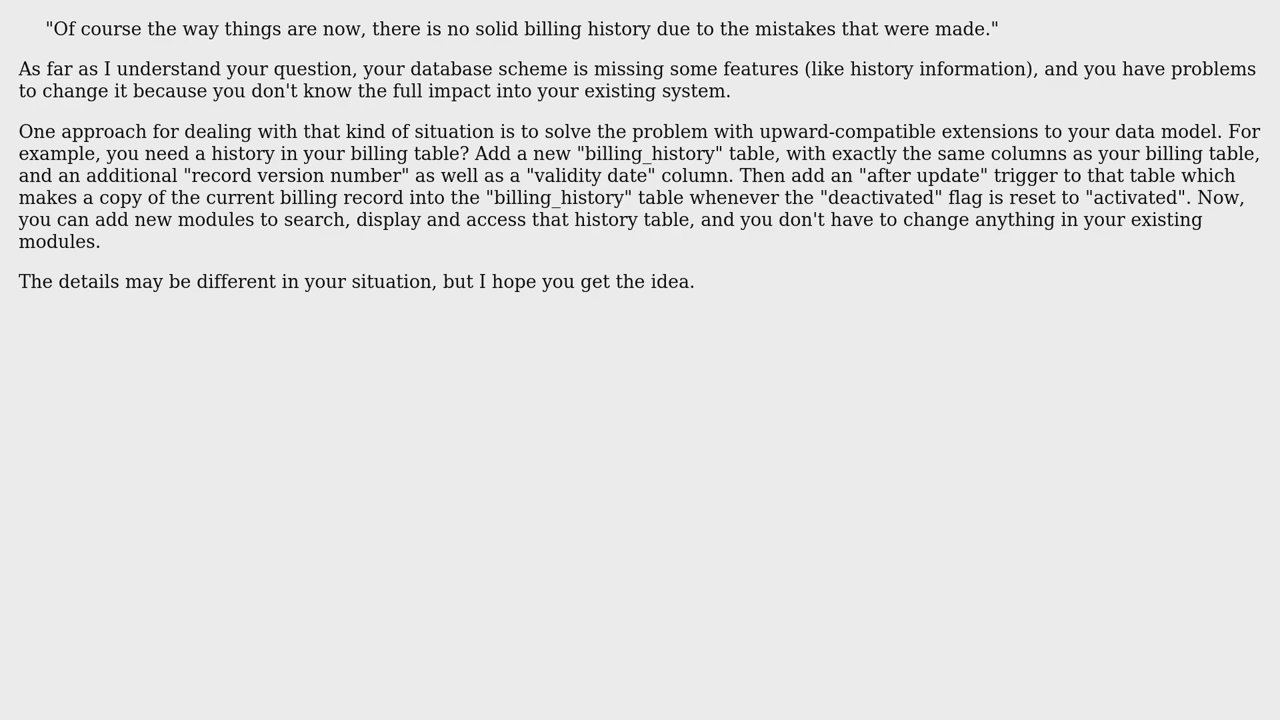 "Of course the way things are now, there is no solid billing history due to the mistakes that were made."
As far as I understand your question, your database scheme is missing some features (like history information), and you have problems
to change it because you don't know the full impact into your existing system.
One approach for dealing with that kind of situation is to solve the problem with upward-compatible extensions to your data model. For
example, you need a history in your billing table? Add a new "billing_history" table, with exactly the same columns as your billing table,
and an additional "record version number" as well as a "validity date" column. Then add an "after update" trigger to that table which
makes a copy of the current billing record into the "billing_history" table whenever the "deactivated" flag is reset to "activated". Now,
you can add new modules to search, display and access that history table, and you don't have to change anything in your existing
modules.
The details may be different in your situation, but I hope you get the idea.